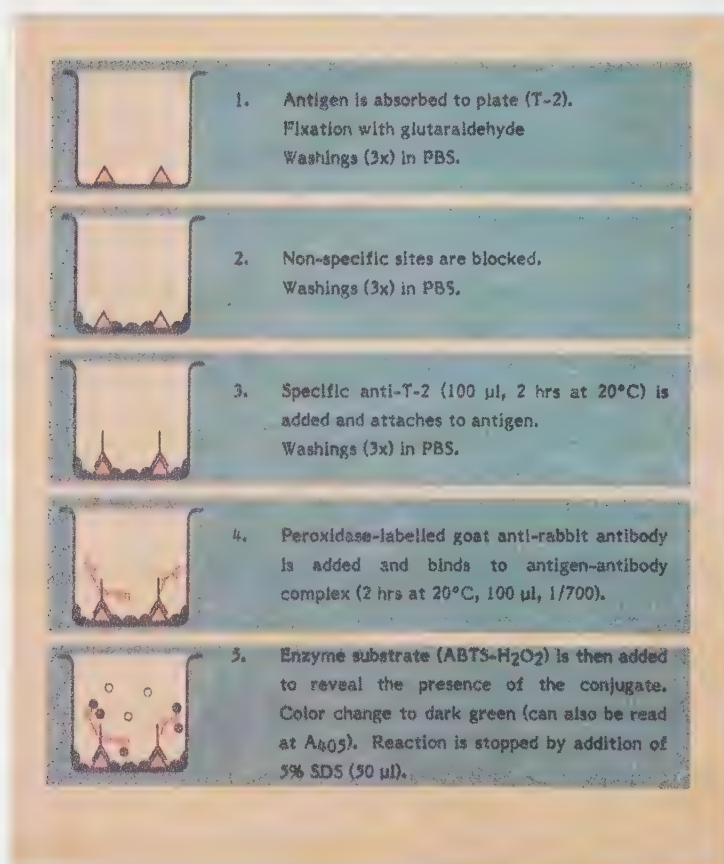 1. Antigen is absorbed to plate (T-2).
Fixation with glutaraldehyde
Washings (3x) in PBS.
2. Non-specific sites are blocked.
Washings (3x) in PBS.
3. Specific anti-T-2 (100 µl, 2 hrs at 20°C) is
added and attaches to antigen.
Washings (3x) in PBS.
4. Peroxidase-labelled goat anti-rabbit antibody
is added and binds to antigen-antibody
complex (2 hrs at 20°C, 100 µl, 1/700).
5. Enzyme substrate (ABTS-H₂O₂) is then added
to reveal the presence of the conjugate.
Color change to dark green (can also be read
at A₄₀₅). Reaction is stopped by addition of
5% SDS (50 µl).